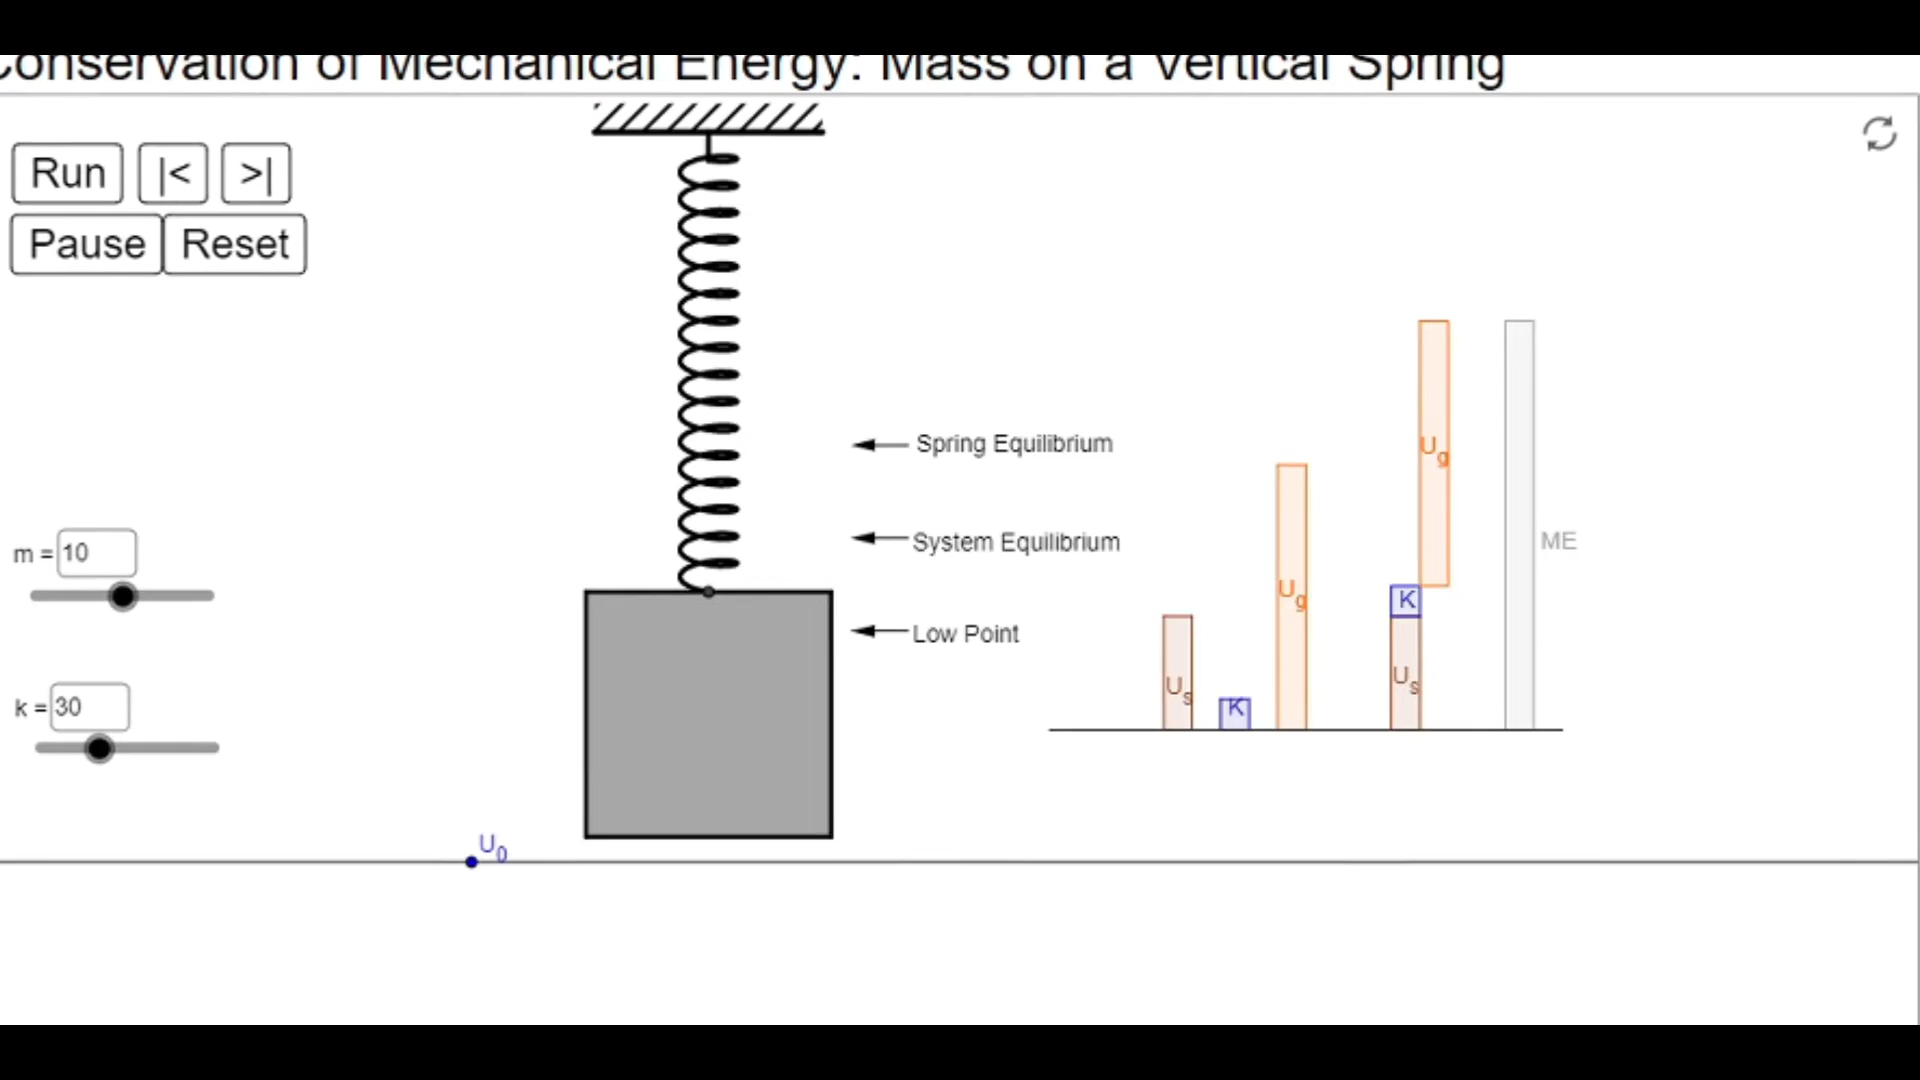 Conservation of Mechanical Energy: Mass on a Vertical Spring
Run |< >|
Pause Reset
Spring Equilibrium
System Equilibrium
Low Point
m = 10
k = 30
U0
Us
K
Ug
Us
K
Ug
ME